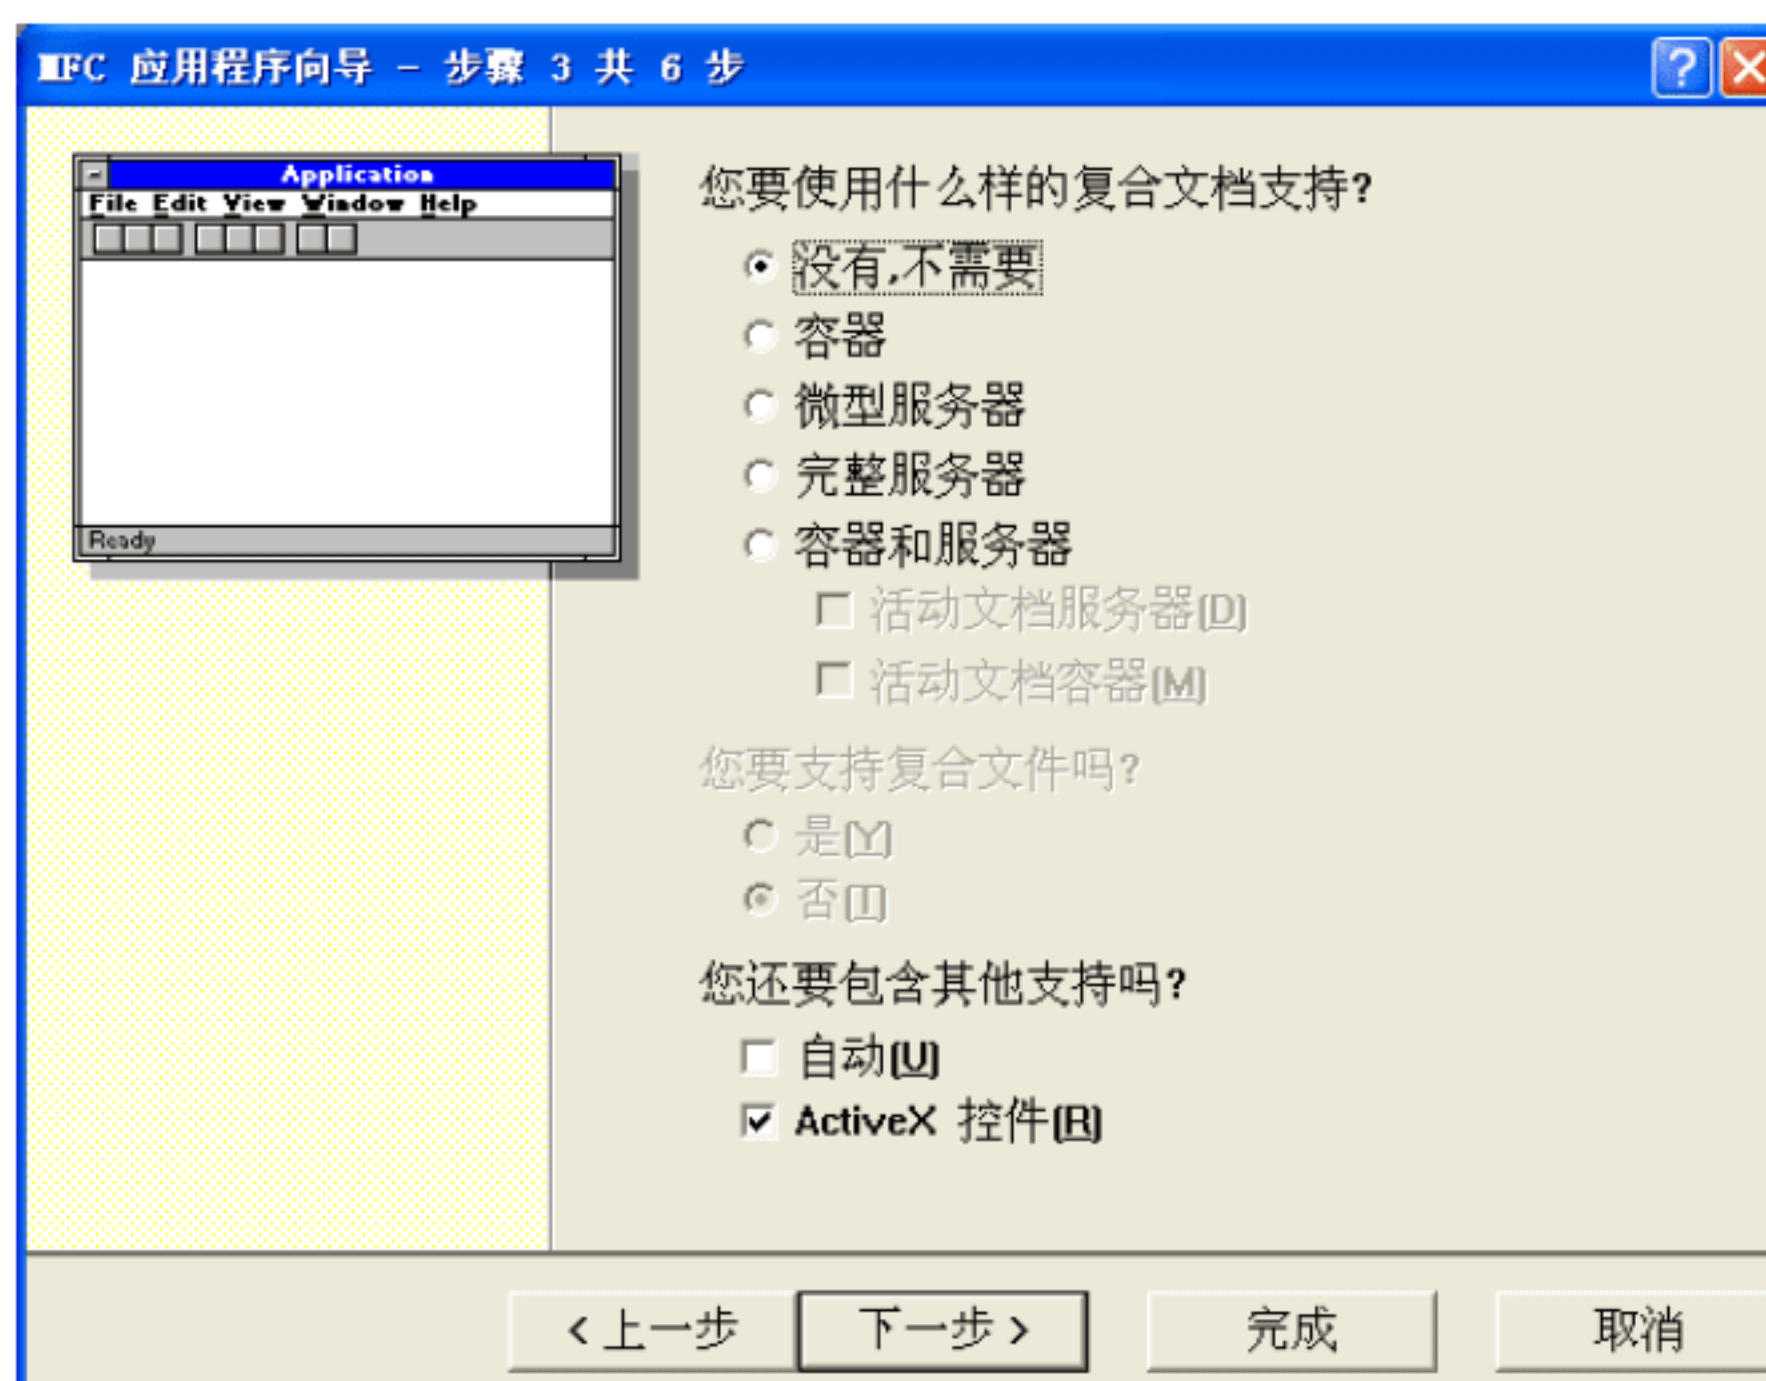 MFC 应用程序向导 - 步骤 3 共 6 步
Application
File Edit View Window Help
Ready
您要使用什么样的复合文档支持?
没有,不需要
容器
微型服务器
完整服务器
容器和服务器
活动文档服务器(D)
活动文档容器(M)
您要支持复合文件吗?
是(Y)
否(T)
您还要包含其他支持吗?
自动(U)
ActiveX 控件(R)
<上一步 下一步> 完成 取消